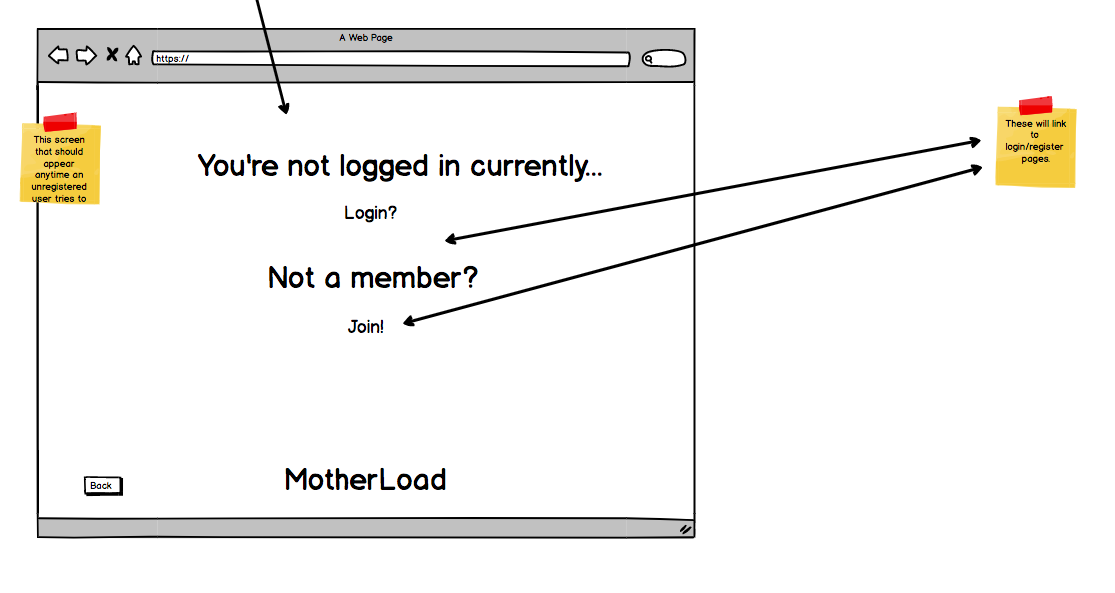 A Web Page
https://
This screen
that should
appear
anytime an
unregistered
user tries to
You're not logged in currently...
Login?
Not a member?
Join!
These will link
to
login/register
pages.
Back
MotherLoad